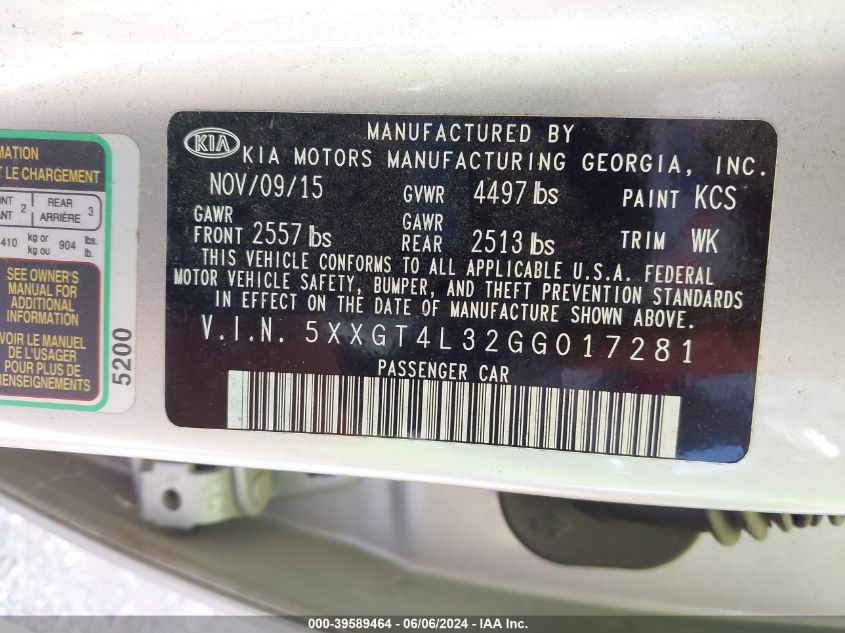 MANUFACTURED BY
KIA KIA MOTORS MANUFACTURING GEORGIA, INC.
NOV/09/15 GVWR 4497 lbs PAINT KCS
GAWR FRONT 2557 lbs GAWR REAR 2513 lbs TRIM WK
THIS VEHICLE CONFORMS TO ALL APPLICABLE U.S.A. FEDERAL
MOTOR VEHICLE SAFETY, BUMPER, AND THEFT PREVENTION STANDARDS
IN EFFECT ON THE DATE OF MANUFACTURE SHOWN ABOVE.
V.I.N. 5XXGT4L32GG017281
PASSENGER CAR
MATION
LE CHARGEMENT
2 REAR 3
ARRIÈRE
410 kg or 904 lbs.
kg ou lb.
SEE OWNER'S
MANUAL FOR
ADDITIONAL
INFORMATION
VOIR LE MANUEL
DE L'USAGER
POUR PLUS DE
RENSEIGNEMENTS
5200
000-39589464 - 06/06/2024 - IAA Inc.